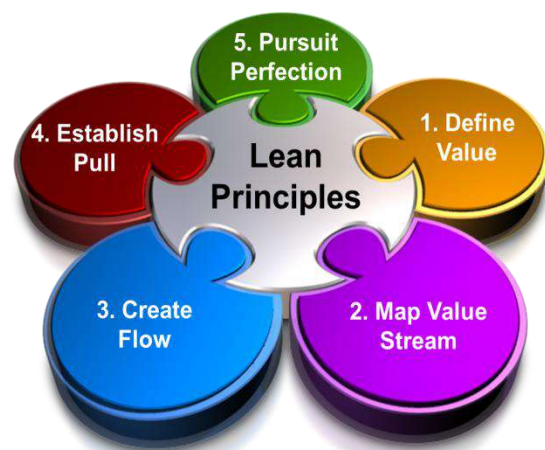 Lean
Principles
1. Define
Value
2. Map Value
Stream
3. Create
Flow
4. Establish
Pull
5. Pursuit
Perfection